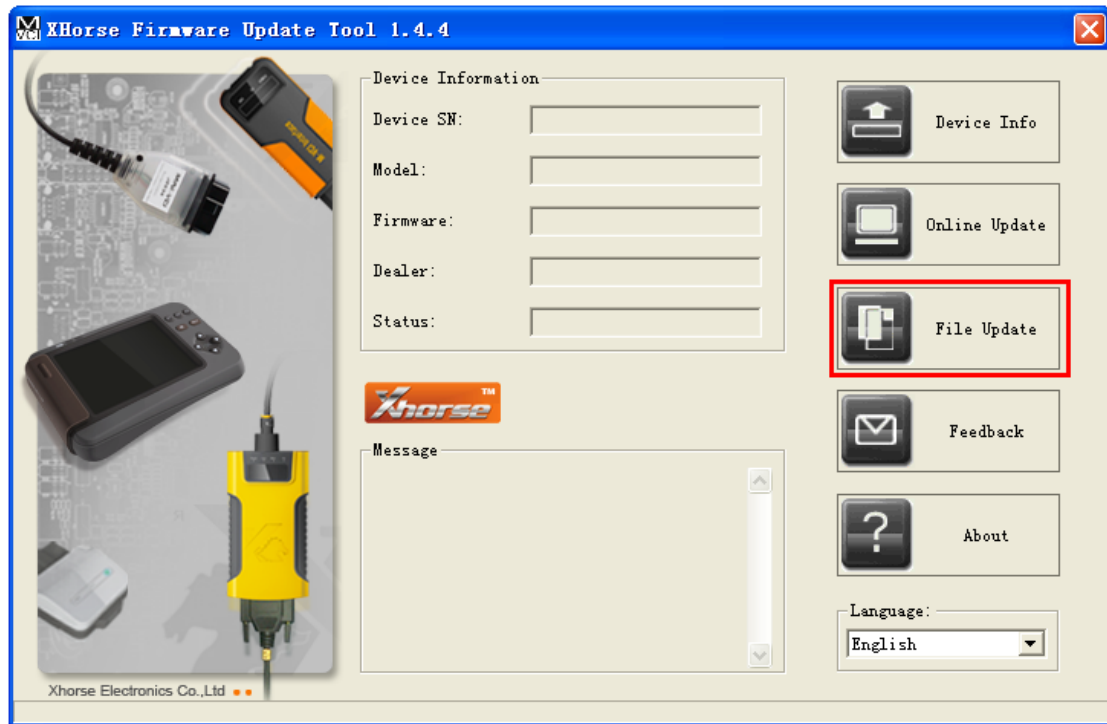 XHorse Firmware Update Tool 1.4.4
Device Information
Device SN:
Model:
Firmware:
Dealer:
Status:
Xhorse™
Message
Device Info
Online Update
File Update
Feedback
About
Language:
English
Xhorse Electronics Co.,Ltd